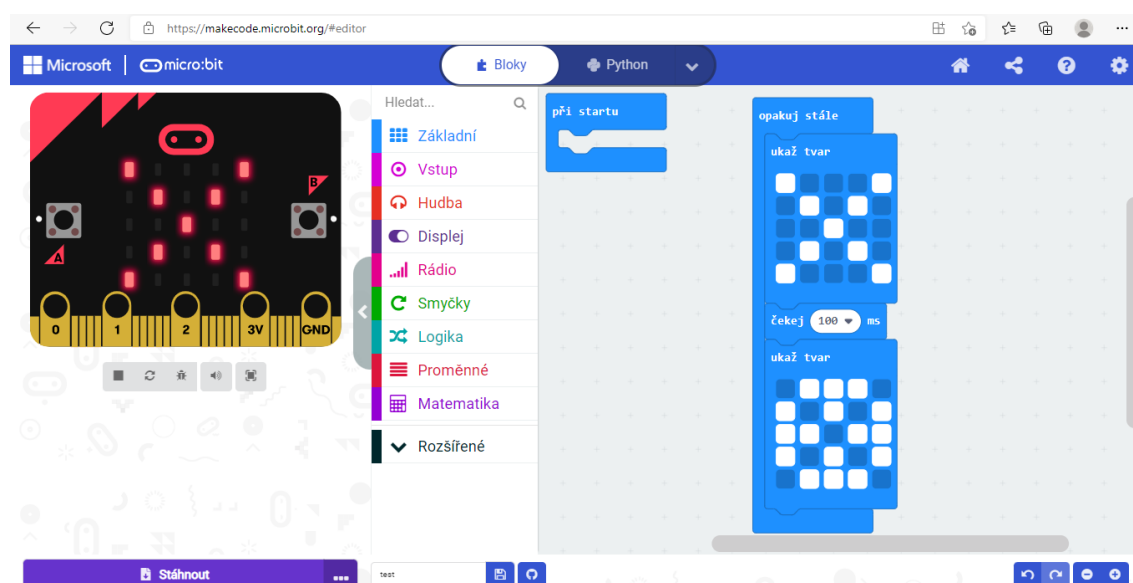 https://makecode.microbit.org/#editor
Microsoft
micro:bit
Bloky
Python
B
A
0
1
2
3V
GND
Hledat...
Základní
Vstup
Hudba
Displej
Rádio
Smyčky
Logika
Proměnné
Matematika
Rozšířené
při startu
opakuj stále
ukaž tvar
čekej 100 ms
ukaž tvar
Stáhnout
test